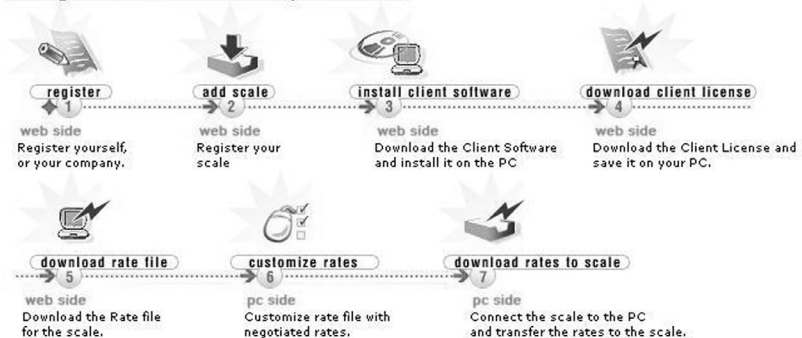 register
1
web side
Register yourself,
or your company.
add scale
2
web side
Register your
scale
install client software
3
web side
Download the Client Software
and install it on the PC
download client license
4
web side
Download the Client License and
save it on your PC.
download rate file
5
web side
Download the Rate file
for the scale.
customize rates
6
pc side
Customize rate file with
negotiated rates.
download rates to scale
7
pc side
Connect the scale to the PC
and transfer the rates to the scale.